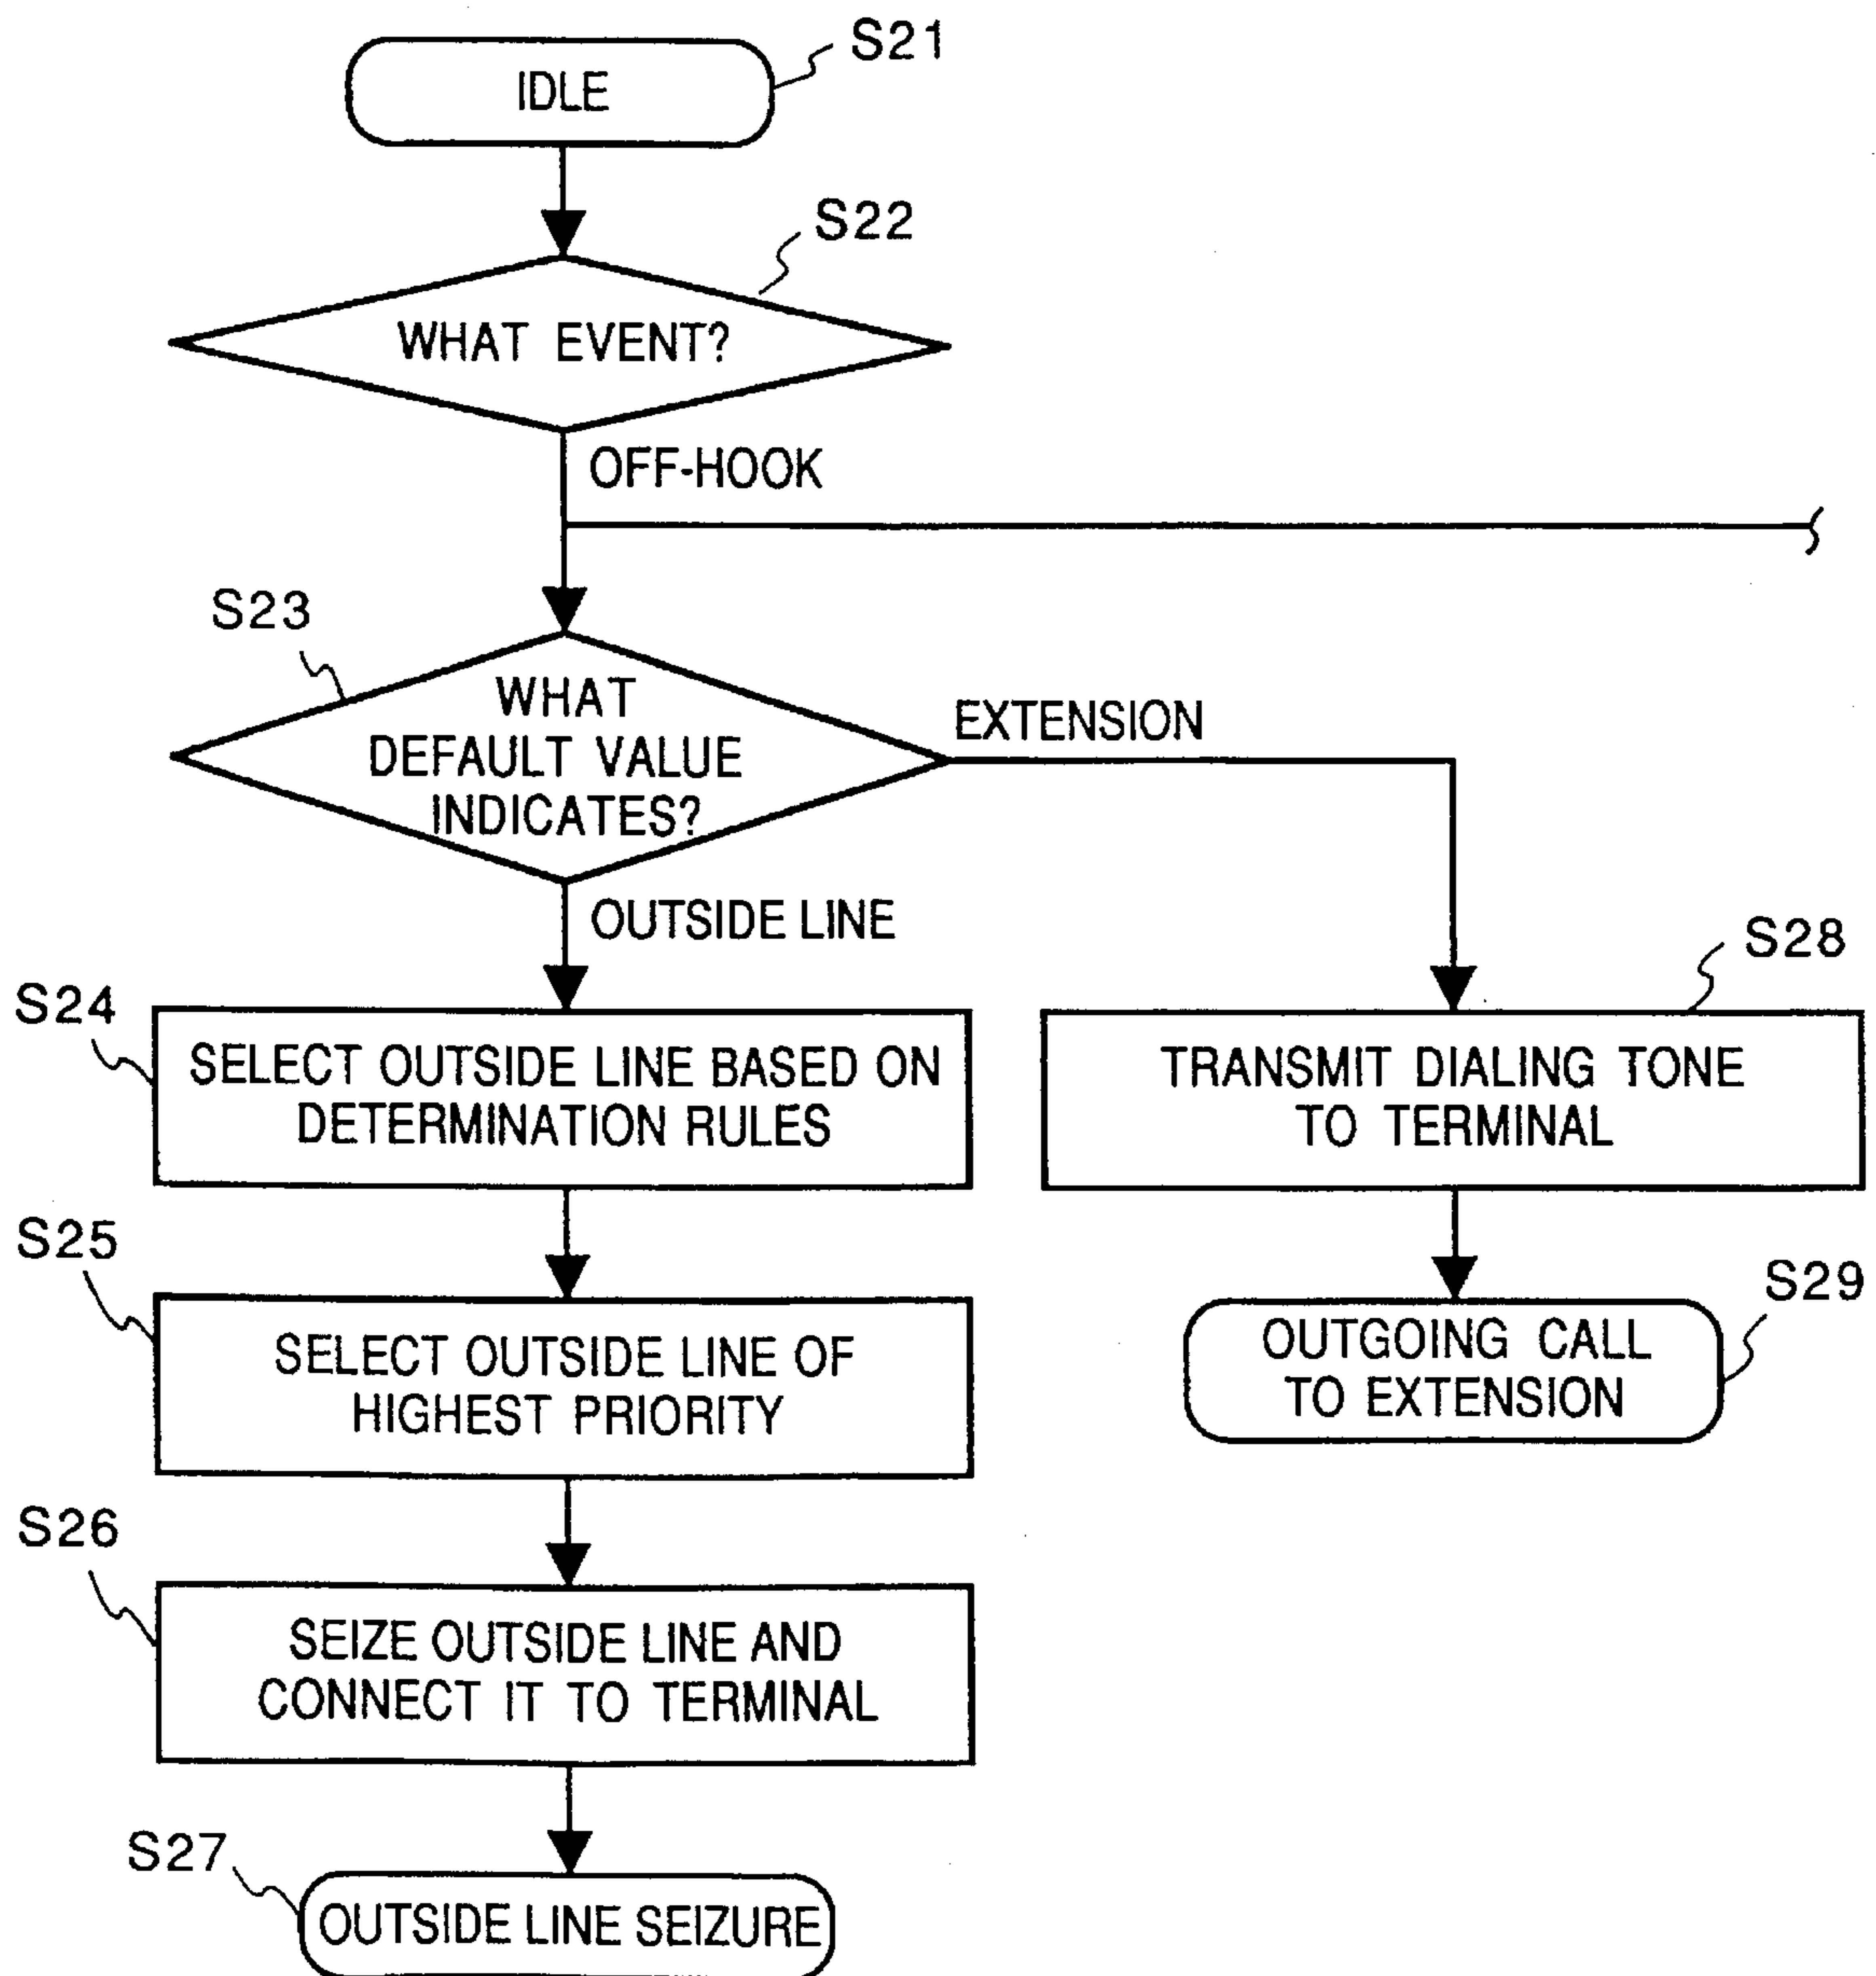 S21
IDLE
S22
WHAT EVENT?
OFF-HOOK
S23
WHAT
DEFAULT VALUE
INDICATES?
EXTENSION
OUTSIDE LINE
S24
SELECT OUTSIDE LINE BASED ON
DETERMINATION RULES
S28
TRANSMIT DIALING TONE
TO TERMINAL
S25
SELECT OUTSIDE LINE OF
HIGHEST PRIORITY
S29
OUTGOING CALL
TO EXTENSION
S26
SEIZE OUTSIDE LINE AND
CONNECT IT TO TERMINAL
S27
OUTSIDE LINE SEIZURE